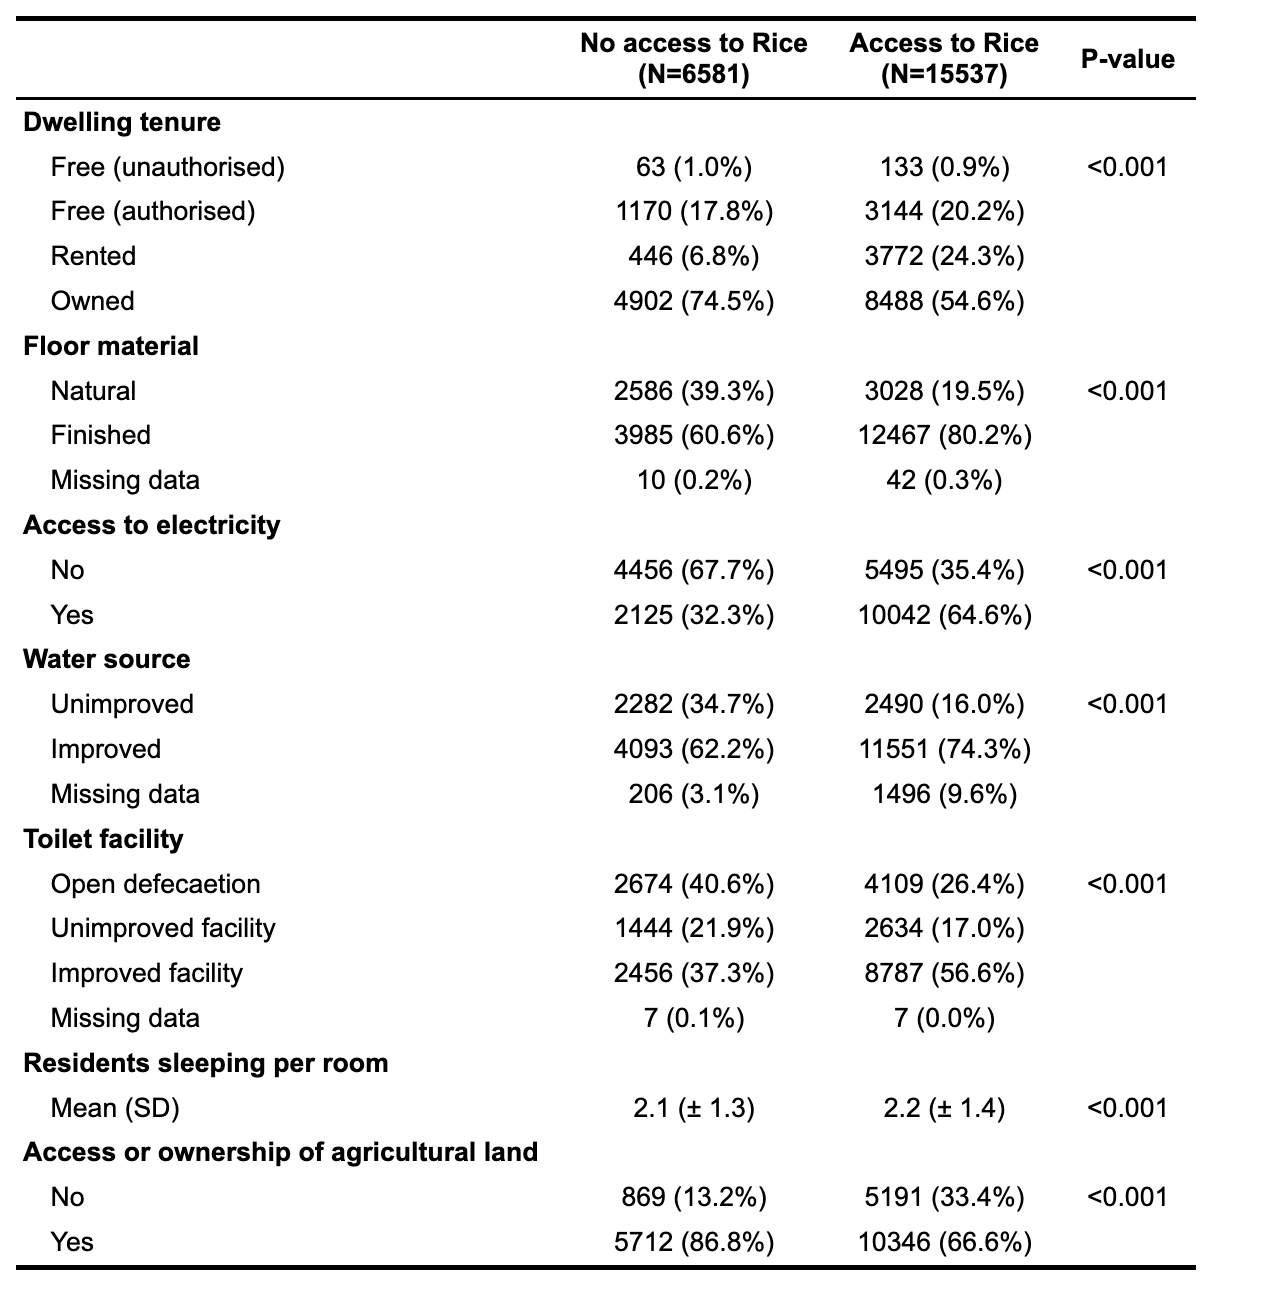 No access to Rice Access to Rice P-value
(N=6581) (N=15537)
Dwelling tenure
Free (unauthorised) 63 (1.0%) 133 (0.9%) <0.001
Free (authorised) 1170 (17.8%) 3144 (20.2%)
Rented 446 (6.8%) 3772 (24.3%)
Owned 4902 (74.5%) 8488 (54.6%)
Floor material
Natural 2586 (39.3%) 3028 (19.5%) <0.001
Finished 3985 (60.6%) 12467 (80.2%)
Missing data 10 (0.2%) 42 (0.3%)
Access to electricity
No 4456 (67.7%) 5495 (35.4%) <0.001
Yes 2125 (32.3%) 10042 (64.6%)
Water source
Unimproved 2282 (34.7%) 2490 (16.0%) <0.001
Improved 4093 (62.2%) 11551 (74.3%)
Missing data 206 (3.1%) 1496 (9.6%)
Toilet facility
Open defecaetion 2674 (40.6%) 4109 (26.4%) <0.001
Unimproved facility 1444 (21.9%) 2634 (17.0%)
Improved facility 2456 (37.3%) 8787 (56.6%)
Missing data 7 (0.1%) 7 (0.0%)
Residents sleeping per room
Mean (SD) 2.1 (± 1.3) 2.2 (± 1.4) <0.001
Access or ownership of agricultural land
No 869 (13.2%) 5191 (33.4%) <0.001
Yes 5712 (86.8%) 10346 (66.6%)